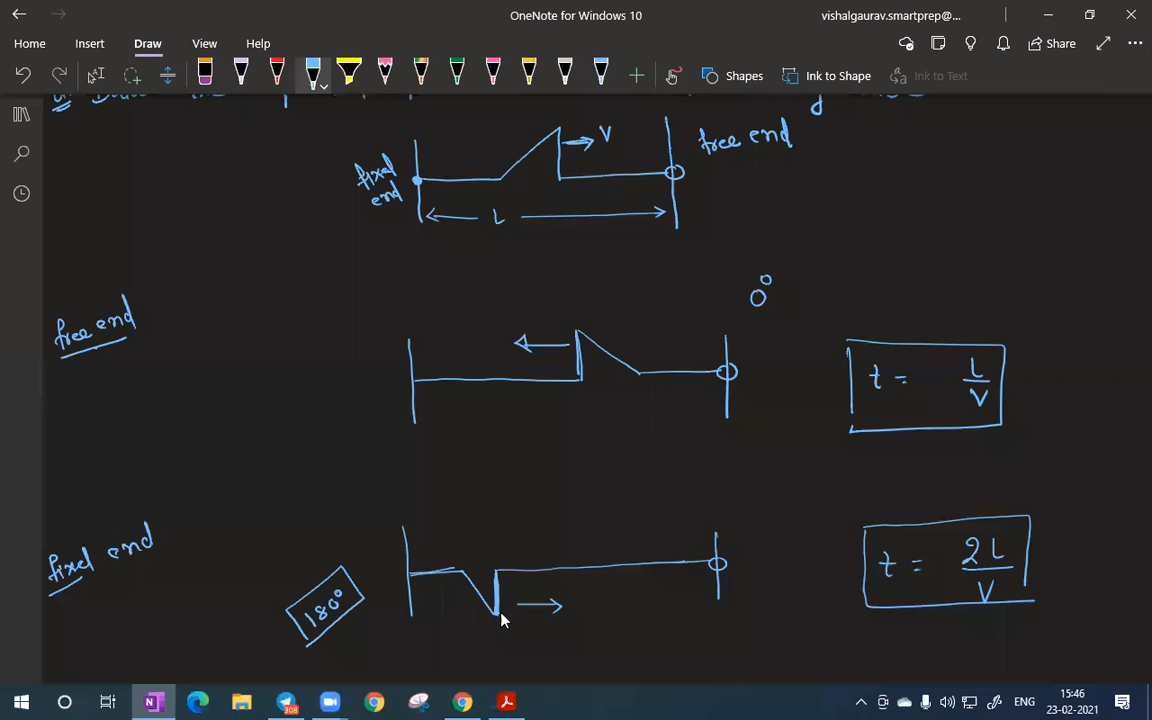 OneNote for Windows 10
vishalgaurav.smartprep@...
Home Insert Draw View Help
Share
Shapes Ink to Shape Ink to Text
fixed end
V
free end
L
free end
0°
t = L/V
fixed end
180°
t = 2L/V
ENG
15:46
23-02-2021